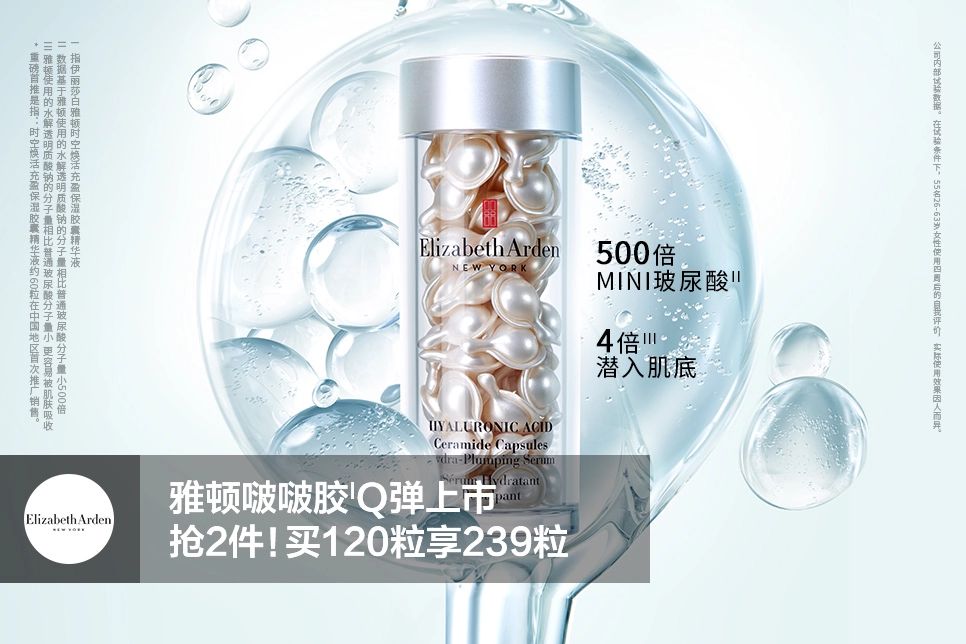 I 指伊丽莎白雅顿时空焕活充盈保湿胶囊精华液
II 数据基于雅顿使用的水解透明质酸钠的分子量相比普通玻尿酸分子量小500倍
III 雅顿使用的水解透明质酸钠的分子量相比普通玻尿酸分子量小 更容易被肌肤吸收
* 重磅首推是指：时空焕活充盈保湿胶囊精华液约60粒在中国地区首次推广销售。
公司内部试验数据。在试验条件下，55名26-63岁女性使用四周后的自我评价，实际使用效果因人而异。
Elizabeth Arden
NEW YORK
500倍
MINI玻尿酸II
4倍III
潜入肌底
HYALURONIC ACID
Ceramide Capsules
ydra-Plumping Serum
Sérum Hydratant
pant
Elizabeth Arden
NEW YORK
雅顿啵啵胶I Q弹上市
抢2件！买120粒享239粒